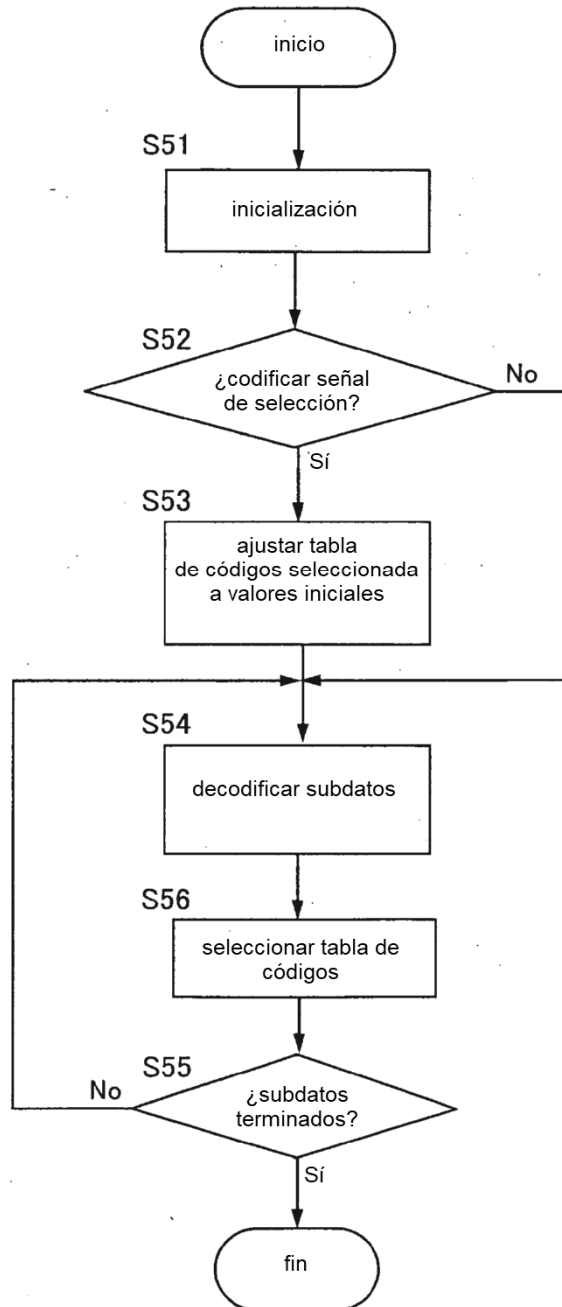 inicio
S51
inicialización
S52
¿codificar señal
de selección?
No
Sí
S53
ajustar tabla
de códigos seleccionada
a valores iniciales
S54
decodificar subdatos
S56
seleccionar tabla de
códigos
S55
No
¿subdatos
terminados?
Sí
fin